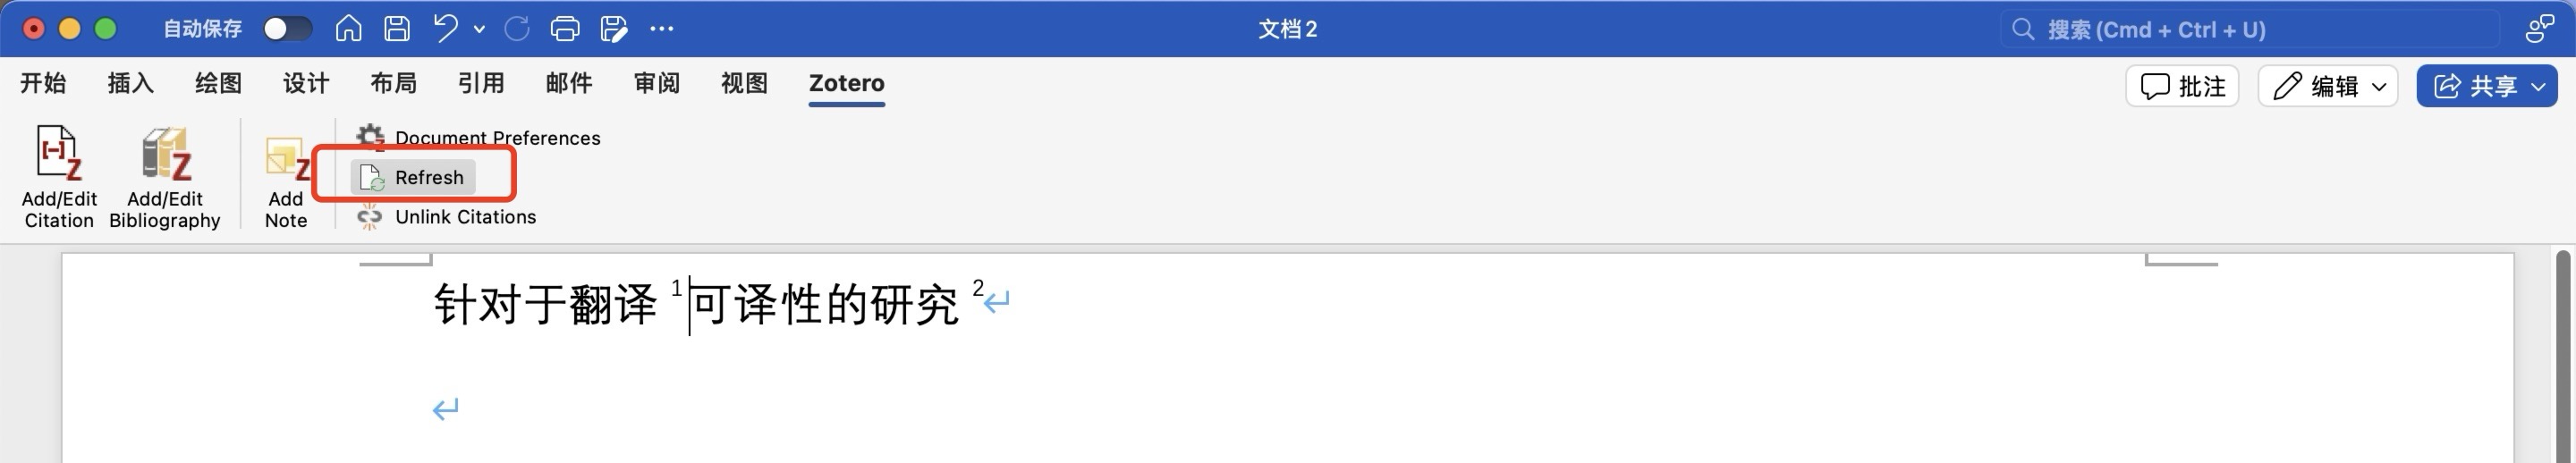 自动保存
文档2
搜索 (Cmd + Ctrl + U)
开始 插入 绘图 设计 布局 引用 邮件 审阅 视图 Zotero
批注 编辑 共享
Add/Edit Citation
Add/Edit Bibliography
Add Note
Document Preferences
Refresh
Unlink Citations
针对于翻译 1可译性的研究 2